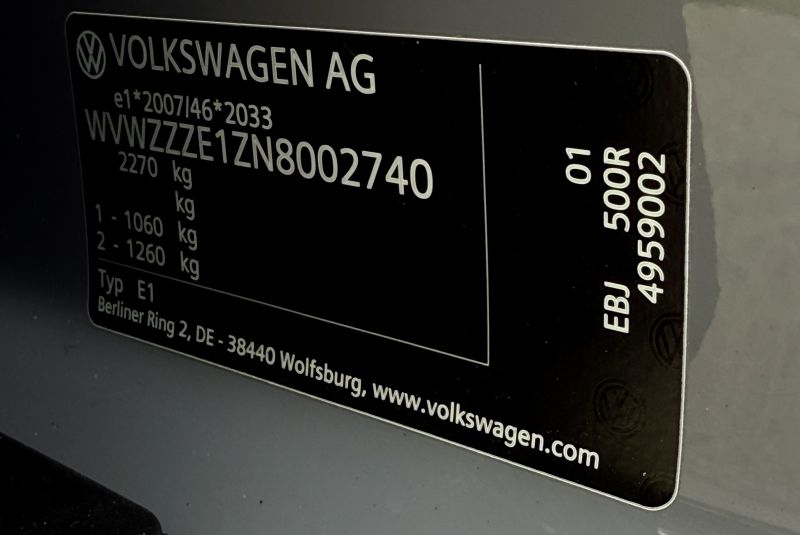 VOLKSWAGEN AG
e1*2007/46*2033
WVWZZZE1ZN8002740
2270 kg
kg
1 - 1060 kg
2 - 1260 kg
Typ E1
Berliner Ring 2, DE - 38440 Wolfsburg, www.volkswagen.com
01
EBJ 500R
4959002